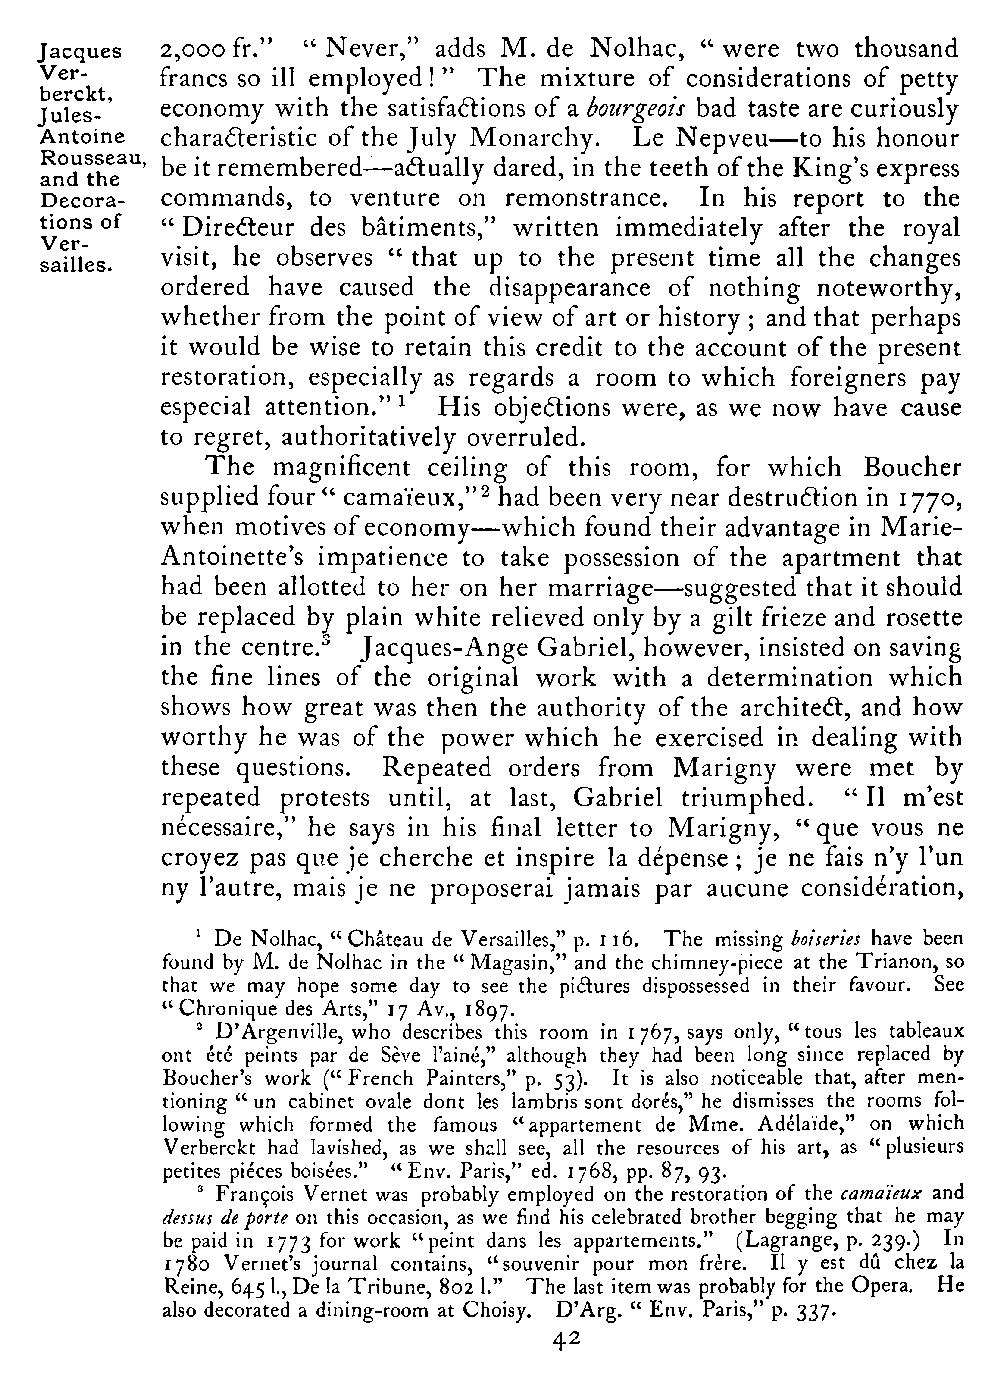 Jacques
Ver-
berckt,
Jules-
Antoine
Rousseau,
and the
Decora-
tions of
Ver-
sailles.
2,000 fr.” “ Never,” adds M. de Nolhac, “ were two thousand
francs so ill employed ! ” The mixture of considerations of petty
economy with the satisfactions of a bourgeois bad taste are curiously
characteristic of the July Monarchy. Le Nepveu—to his honour
be it remembered—actually dared, in the teeth of the King's express
commands, to venture on remonstrance. In his report to the
“ Directeur des bâtiments,” written immediately after the royal
visit, he observes “ that up to the present time all the changes
ordered have caused the disappearance of nothing noteworthy,
whether from the point of view of art or history ; and that perhaps
it would be wise to retain this credit to the account of the present
restoration, especially as regards a room to which foreigners pay
especial attention.” ¹ His objections were, as we now have cause
to regret, authoritatively overruled.
The magnificent ceiling of this room, for which Boucher
supplied four “ camaïeux,” ² had been very near destruction in 1770,
when motives of economy—which found their advantage in Marie-
Antoinette's impatience to take possession of the apartment that
had been allotted to her on her marriage—suggested that it should
be replaced by plain white relieved only by a gilt frieze and rosette
in the centre.³ Jacques-Ange Gabriel, however, insisted on saving
the fine lines of the original work with a determination which
shows how great was then the authority of the architect, and how
worthy he was of the power which he exercised in dealing with
these questions. Repeated orders from Marigny were met by
repeated protests until, at last, Gabriel triumphed. “ Il m'est
nécessaire,” he says in his final letter to Marigny, “ que vous ne
croyez pas que je cherche et inspire la dépense ; je ne fais n'y l'un
ny l'autre, mais je ne proposerai jamais par aucune considération,
¹ De Nolhac, “ Château de Versailles,” p. 116. The missing boiseries have been
found by M. de Nolhac in the “ Magasin,” and the chimney-piece at the Trianon, so
that we may hope some day to see the pictures dispossessed in their favour. See
“ Chronique des Arts,” 17 Av., 1897.
² D'Argenville, who describes this room in 1767, says only, “ tous les tableaux
ont été peints par de Sève l'ainé,” although they had been long since replaced by
Boucher's work (“ French Painters,” p. 53). It is also noticeable that, after men-
tioning “ un cabinet ovale dont les lambris sont dorés,” he dismisses the rooms fol-
lowing which formed the famous “ appartement de Mme. Adélaïde,” on which
Verberckt had lavished, as we shall see, all the resources of his art, as “ plusieurs
petites piéces boisées.” “ Env. Paris,” ed. 1768, pp. 87, 93.
³ François Vernet was probably employed on the restoration of the camaïeux and
dessus de porte on this occasion, as we find his celebrated brother begging that he may
be paid in 1773 for work “ peint dans les appartements.” (Lagrange, p. 239.) In
1780 Vernet's journal contains, “ souvenir pour mon frère. Il y est dû chez la
Reine, 645 l., De la Tribune, 802 l.” The last item was probably for the Opera. He
also decorated a dining-room at Choisy. D'Arg. “ Env. Paris,” p. 337.
42